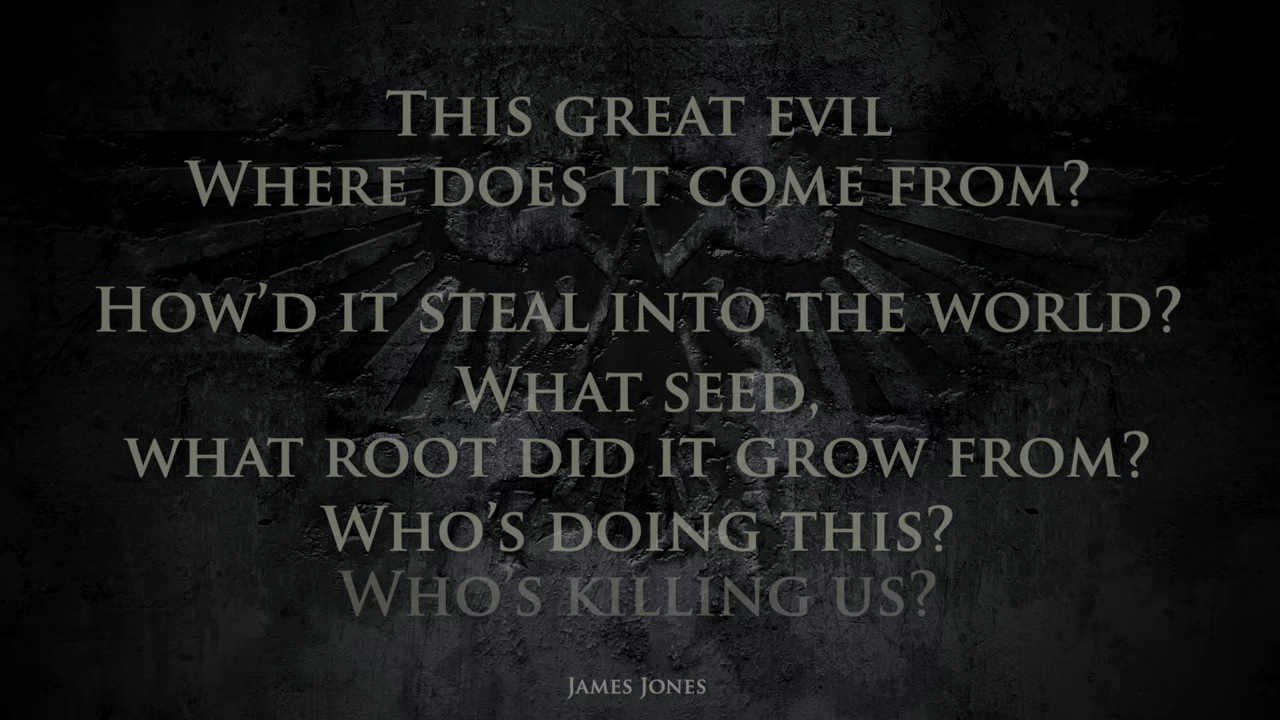 This great evil
Where does it come from?
How'd it steal into the world?
What seed,
what root did it grow from?
Who's doing this?
Who's killing us?
James Jones